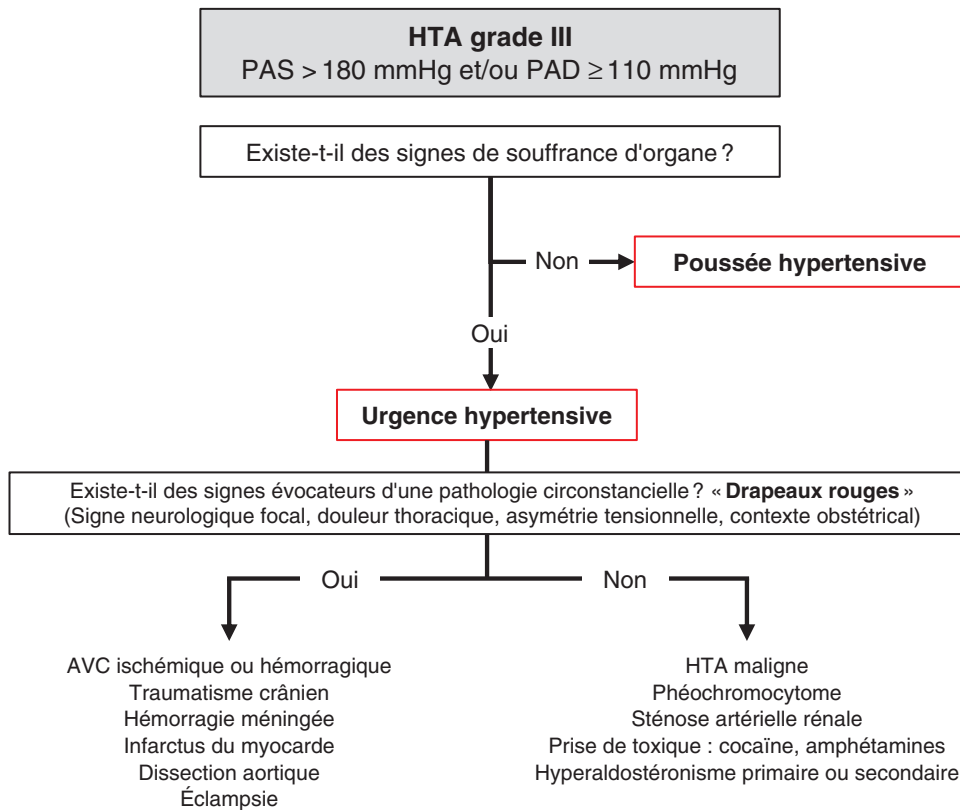 HTA grade III
PAS > 180 mmHg et/ou PAD ≥ 110 mmHg
Existe-t-il des signes de souffrance d'organe ?
Non
Poussée hypertensive
Oui
Urgence hypertensive
Existe-t-il des signes évocateurs d'une pathologie circonstancielle ? « Drapeaux rouges »
(Signe neurologique focal, douleur thoracique, asymétrie tensionnelle, contexte obstétrical)
Oui
Non
AVC ischémique ou hémorragique
Traumatisme crânien
Hémorragie méningée
Infarctus du myocarde
Dissection aortique
Éclampsie
HTA maligne
Phéochromocytome
Sténose artérielle rénale
Prise de toxique : cocaïne, amphétamines
Hyperaldostéronisme primaire ou secondaire